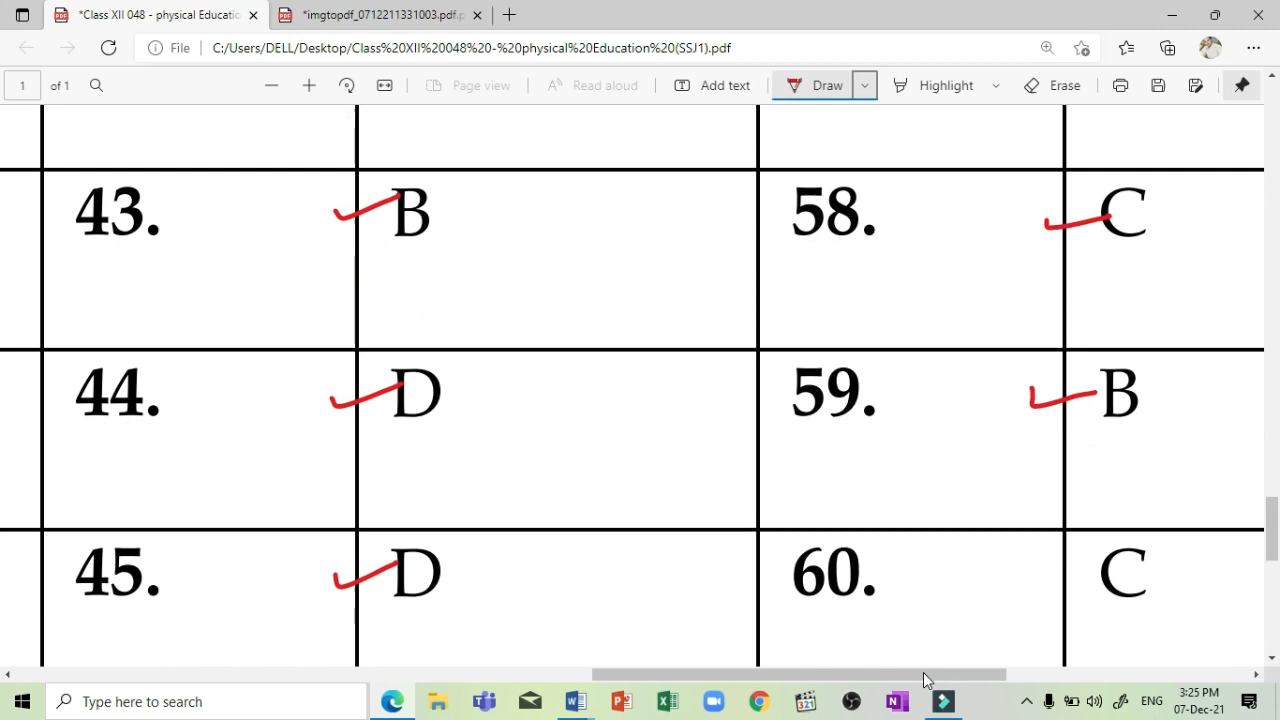 *Class XII 048 - physical Educatio
*imgtopdf_0712211331003.pdf.p
File
C:/Users/DELL/Desktop/Class%20XII%20048%20-%20physical%20Education%20(SSJ1).pdf
1 of 1
Page view
Read aloud
Add text
Draw
Highlight
Erase
43. B 58. C
44. D 59. B
45. D 60. C
Type here to search
321
ENG
3:25 PM
07-Dec-21